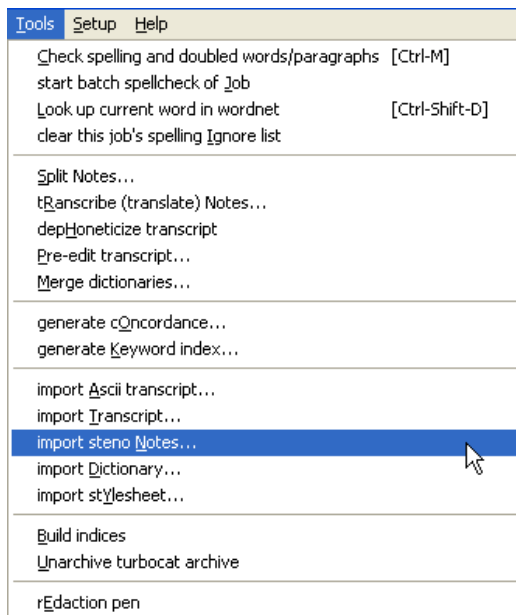 Tools Setup Help
Check spelling and doubled words/paragraphs [Ctrl-M]
start batch spellcheck of Job
Look up current word in wordnet [Ctrl-Shift-D]
clear this job's spelling Ignore list
Split Notes...
tRanscribe (translate) Notes...
depHoneticize transcript
Pre-edit transcript...
Merge dictionaries...
generate cOncordance...
generate Keyword index...
import Ascii transcript...
import Transcript...
import steno Notes...
import Dictionary...
import stYlesheet...
Build indices
Unarchive turbocat archive
rEdaction pen